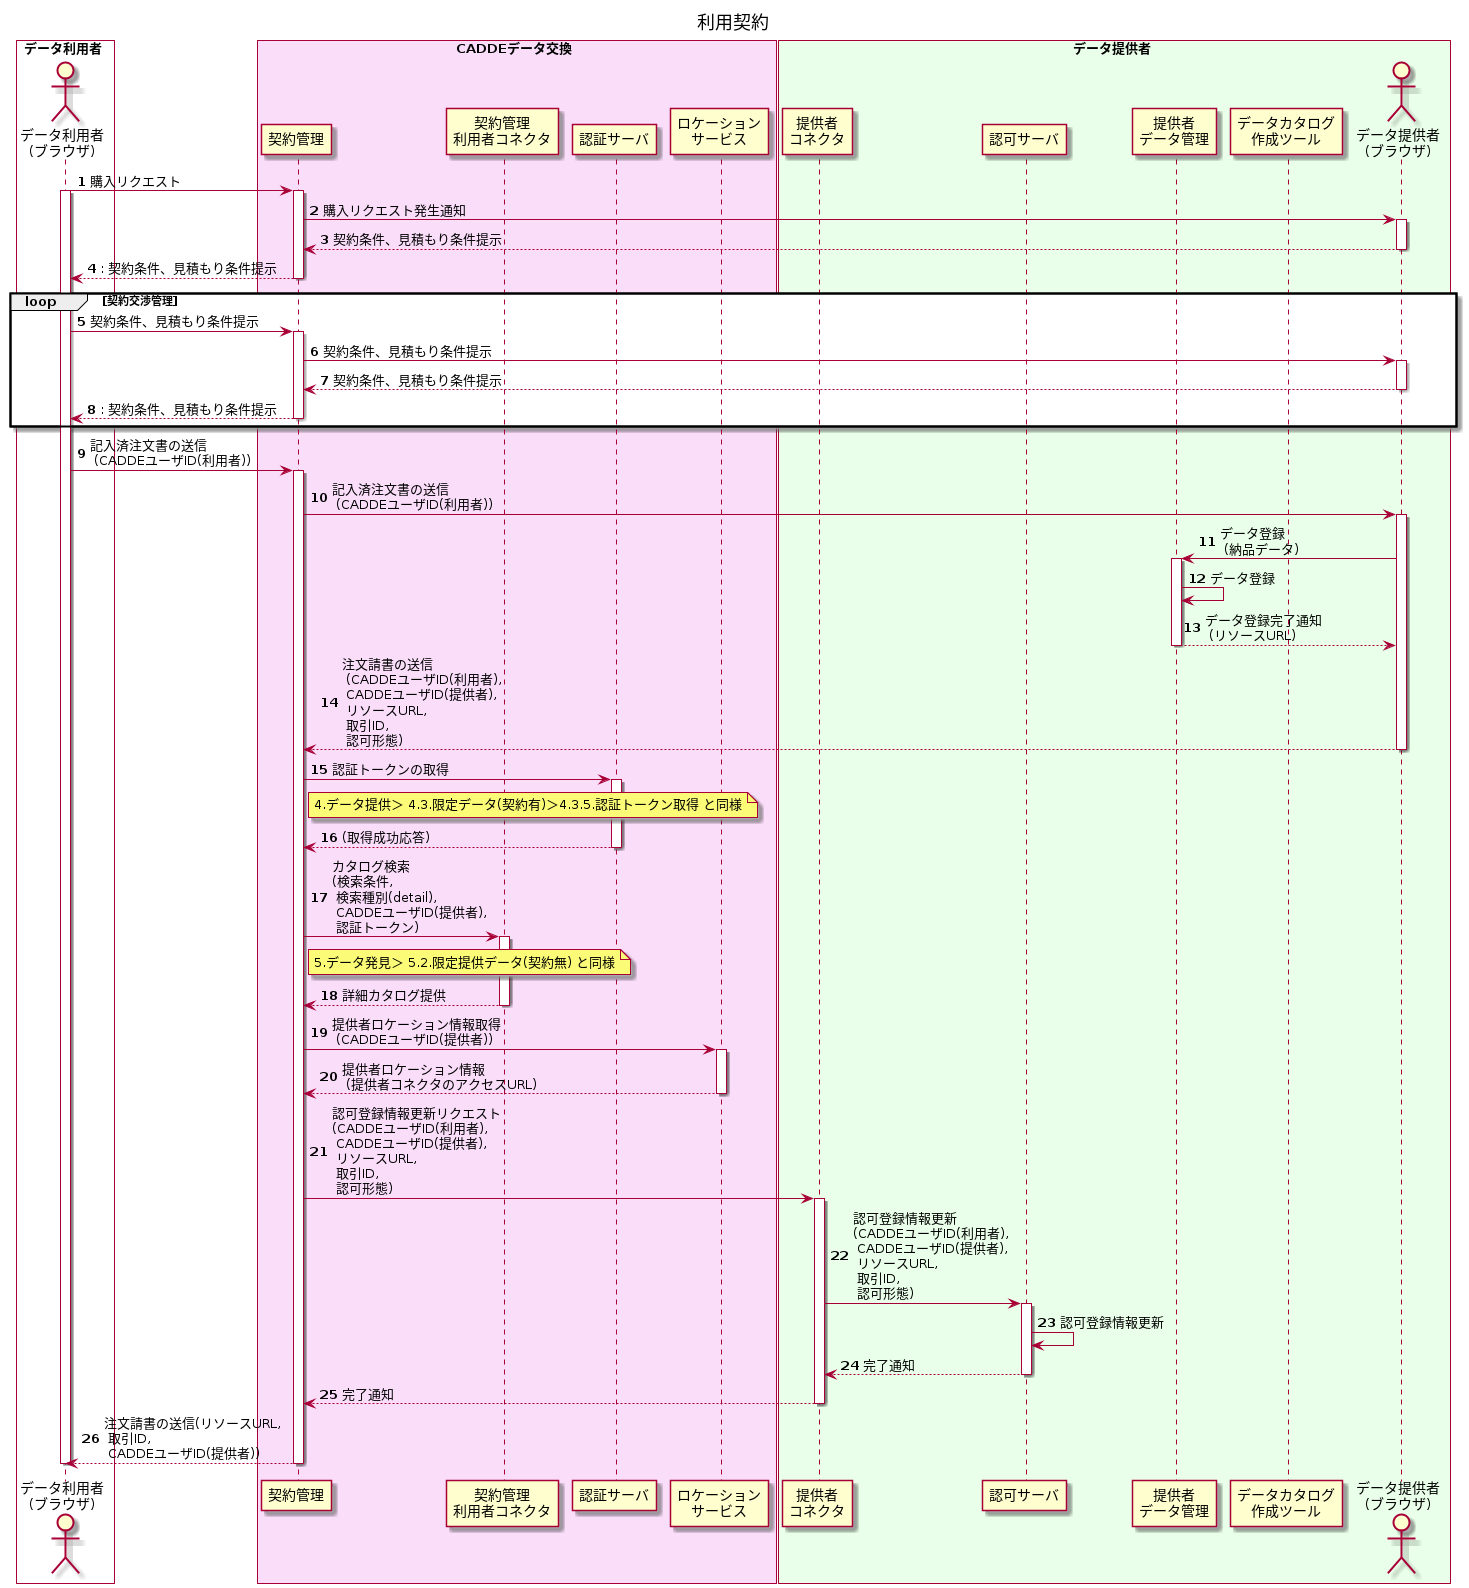 利用契約
データ利用者
CADDEデータ交換
データ提供者
データ利用者
(ブラウザ)
契約管理
契約管理
利用者コネクタ
認証サーバ
ロケーション
サービス
提供者
コネクタ
認可サーバ
提供者
データ管理
データカタログ
作成ツール
データ提供者
(ブラウザ)
1 購入リクエスト
2 購入リクエスト発生通知
3 契約条件、見積もり条件提示
4 : 契約条件、見積もり条件提示
loop [契約交渉管理]
5 契約条件、見積もり条件提示
6 契約条件、見積もり条件提示
7 契約条件、見積もり条件提示
8 : 契約条件、見積もり条件提示
9 記入済注文書の送信
(CADDEユーザID(利用者))
10 記入済注文書の送信
(CADDEユーザID(利用者))
11 データ登録
(納品データ)
12 データ登録
13 データ登録完了通知
(リソースURL)
14 注文請書の送信
(CADDEユーザID(利用者),
CADDEユーザID(提供者),
リソースURL,
取引ID,
認可形態)
15 認証トークンの取得
4.データ提供＞ 4.3.限定データ(契約有)＞4.3.5.認証トークン取得 と同様
16 (取得成功応答)
17 カタログ検索
(検索条件,
検索種別(detail),
CADDEユーザID(提供者),
認証トークン)
5.データ発見＞ 5.2.限定提供データ(契約無) と同様
18 詳細カタログ提供
19 提供者ロケーション情報取得
(CADDEユーザID(提供者))
20 提供者ロケーション情報
(提供者コネクタのアクセスURL)
21 認可登録情報更新リクエスト
(CADDEユーザID(利用者),
CADDEユーザID(提供者),
リソースURL,
取引ID,
認可形態)
22 認可登録情報更新
(CADDEユーザID(利用者),
CADDEユーザID(提供者),
リソースURL,
取引ID,
認可形態)
23 認可登録情報更新
24 完了通知
25 完了通知
26 注文請書の送信(リソースURL,
取引ID,
CADDEユーザID(提供者))
データ利用者
(ブラウザ)
契約管理
契約管理
利用者コネクタ
認証サーバ
ロケーション
サービス
提供者
コネクタ
認可サーバ
提供者
データ管理
データカタログ
作成ツール
データ提供者
(ブラウザ)